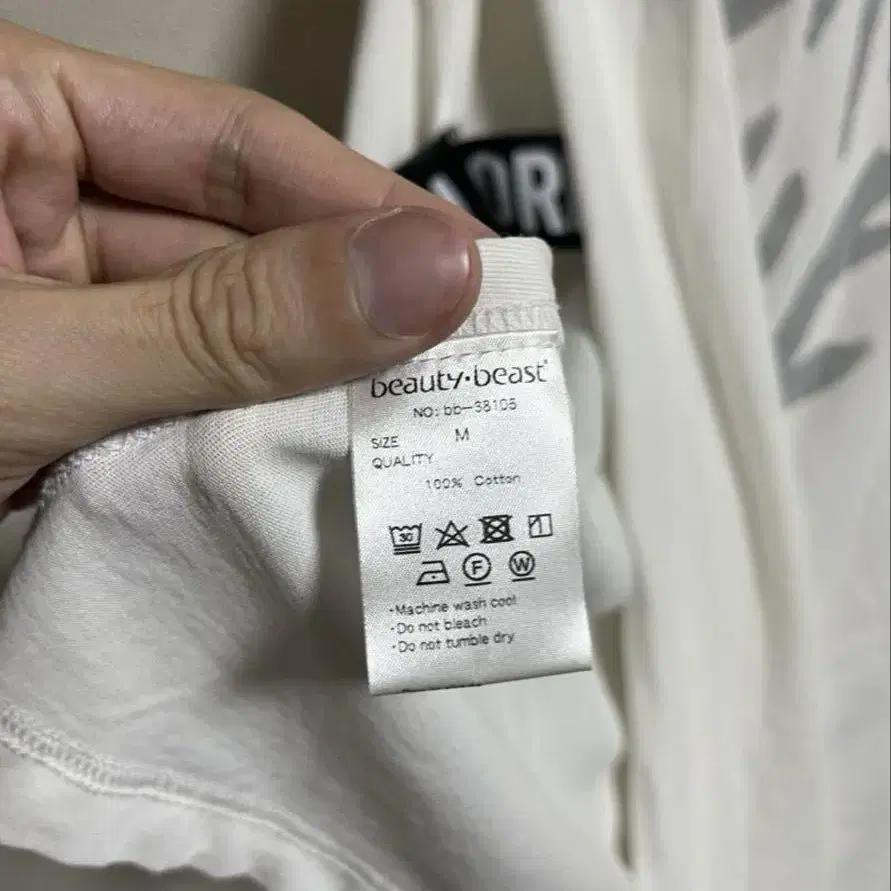 ADRA
beauty·beast®
NO: bb-38105
SIZE M
QUALITY
100% Cotton
30
F W
·Machine wash cool
·Do not bleach
·Do not tumble dry